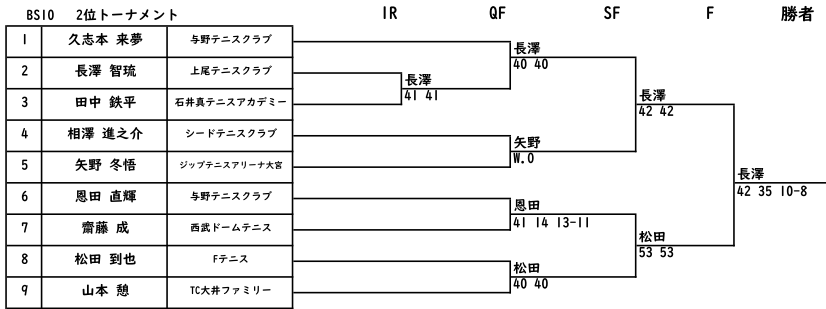 BS10 2位トーナメント 1R QF SF F 勝者
1 久志本 来夢 与野テニスクラブ
2 長澤 智琉 上尾テニスクラブ
3 田中 鉄平 石井真テニスアカデミー
4 相澤 進之介 シードテニスクラブ
5 矢野 冬悟 ジップテニスアリーナ大宮
6 恩田 直輝 与野テニスクラブ
7 齋藤 成 西武ドームテニス
8 松田 到也 Fテニス
9 山本 憩 TC大井ファミリー
長澤
41 41
長澤
40 40
矢野
W.O
恩田
41 14 13-11
松田
40 40
長澤
42 42
松田
53 53
長澤
42 35 10-8